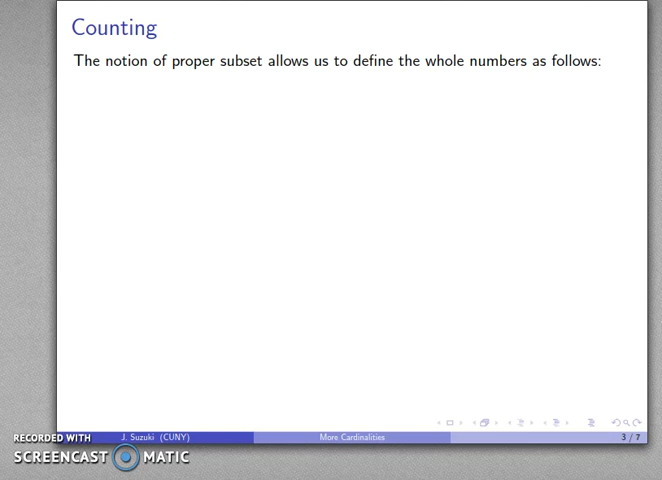 Counting
The notion of proper subset allows us to define the whole numbers as follows:
RECORDED WITH
SCREENCAST MATIC
J. Suzuki (CUNY)
More Cardinalities
3 / 7